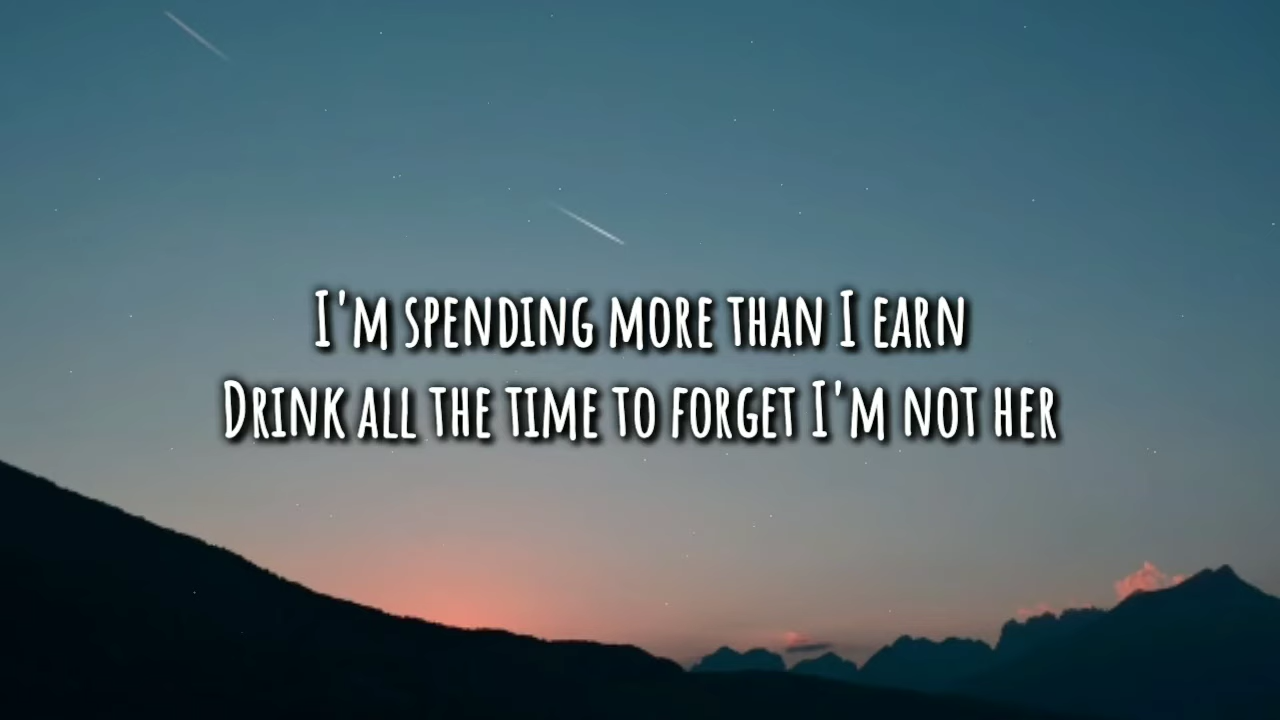 I'm spending more than I earn
Drink all the time to forget I'm not her